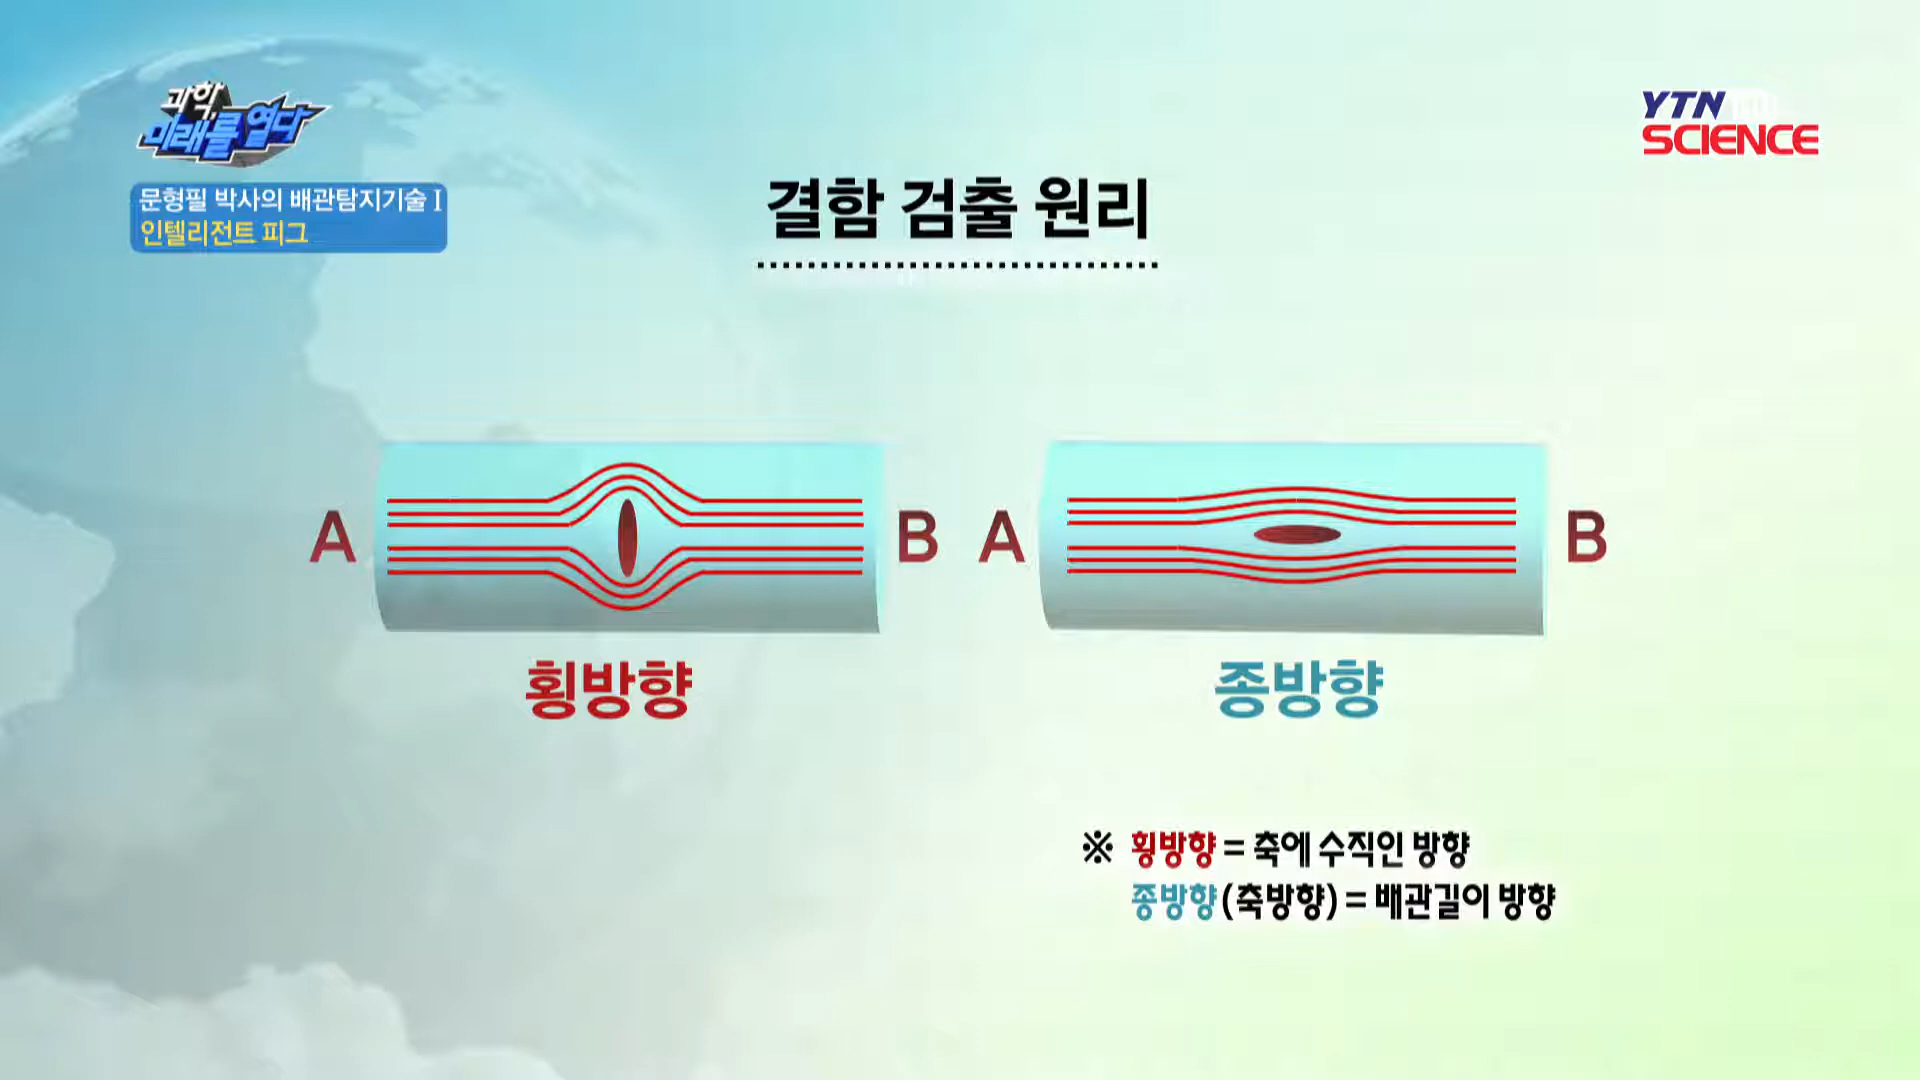 과학,
미래를 열다
문형필 박사의 배관탐지기술 I
인텔리전트 피그
YTN
SCIENCE
결함 검출 원리
A
B
A
B
횡방향
종방향
※ 횡방향 = 축에 수직인 방향
종방향(축방향) = 배관길이 방향